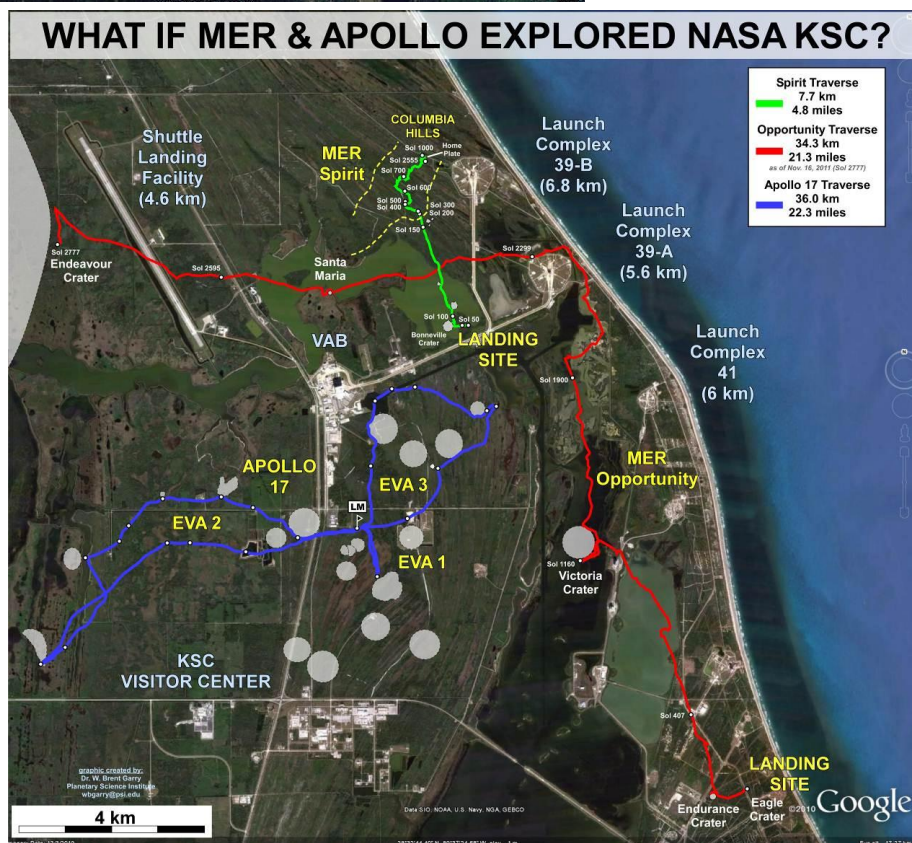 WHAT IF MER & APOLLO EXPLORED NASA KSC?
Spirit Traverse
7.7 km
4.8 miles
Opportunity Traverse
34.3 km
21.3 miles
as of Nov. 16, 2011 (Sol 2777)
Apollo 17 Traverse
36.0 km
22.3 miles
Shuttle
Landing
Facility
(4.6 km)
MER
Spirit
COLUMBIA
HILLS
Sol 1000
Home
Plate
Sol 2555
Sol 700
Sol 600
Sol 500
Sol 400
Sol 300
Sol 200
Sol 150
Launch
Complex
39-B
(6.8 km)
Launch
Complex
39-A
(5.6 km)
Launch
Complex
41
(6 km)
Sol 2777
Endeavour
Crater
Sol 2595
Santa
Maria
Sol 2299
Sol 100
Sol 50
Bonneville
Crater
LANDING
SITE
VAB
Sol 1900
MER
Opportunity
APOLLO
17
EVA 3
LM
EVA 2
EVA 1
Sol 1160
Victoria
Crater
KSC
VISITOR CENTER
Sol 407
LANDING
SITE
Endurance
Crater
Eagle
Crater
graphic created by:
Dr. W. Brent Garry
Planetary Science Institute
wbgarry@psi.edu
4 km
Data SIO, NOAA, U.S. Navy, NGA, GEBCO
©2010 Google